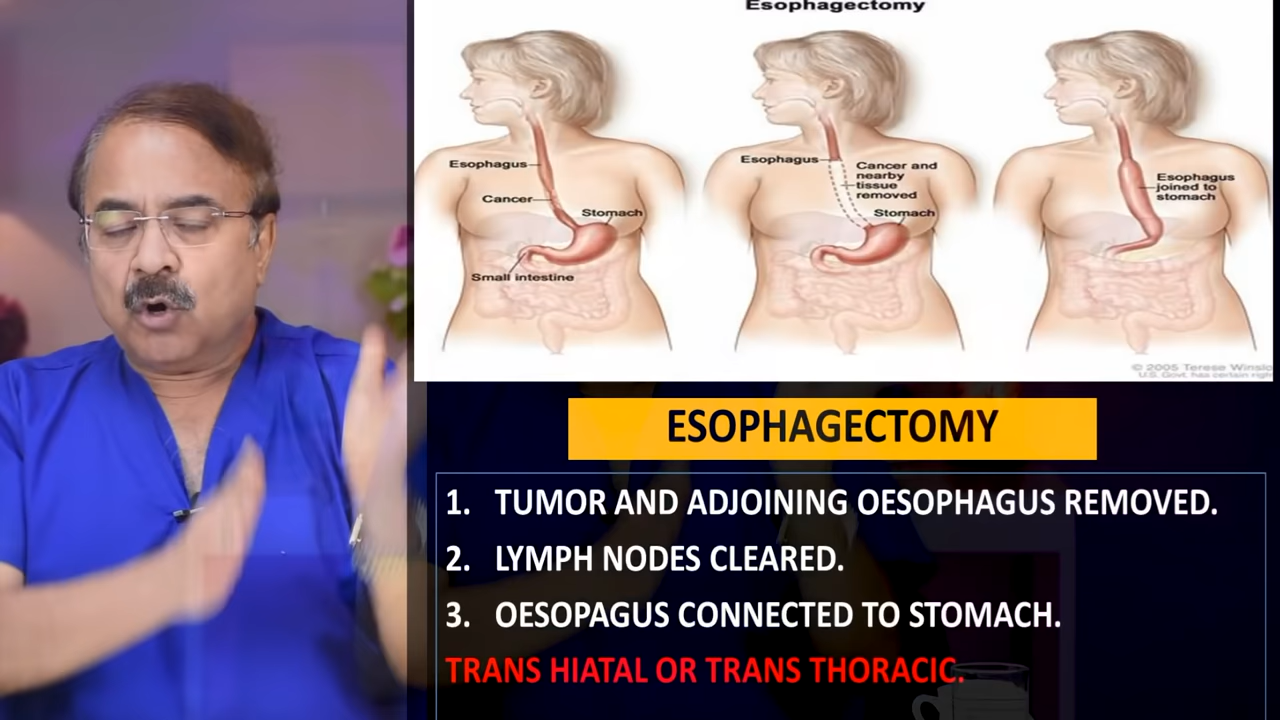 Esophagectomy
Esophagus
Cancer
Stomach
Small intestine
Esophagus
Cancer and
nearby
tissue
removed
Stomach
Esophagus
joined to
stomach
© 2005 Terese
U.S. Govt. has certain
ESOPHAGECTOMY
1. TUMOR AND ADJOINING OESOPHAGUS REMOVED.
2. LYMPH NODES CLEARED.
3. OESOPAGUS CONNECTED TO STOMACH.
TRANS HIATAL OR TRANS THORACIC.